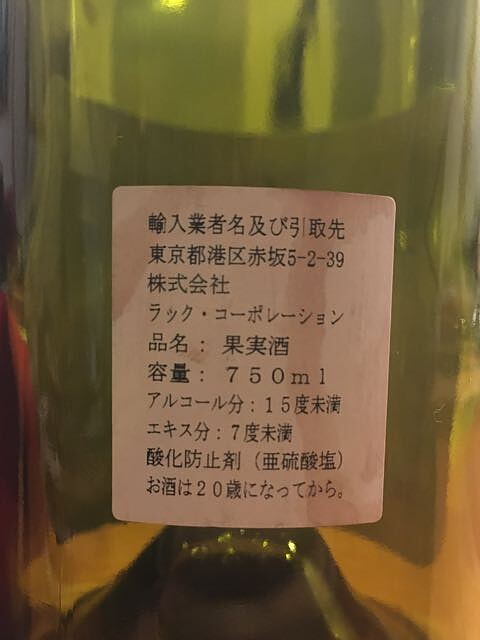 輸入業者名及び引取先
東京都港区赤坂5-2-39
株式会社
ラック・コーポレーション
品名：果実酒
容量：７５０ｍｌ
アルコール分：１５度未満
エキス分：７度未満
酸化防止剤（亜硫酸塩）
お酒は２０歳になってから。